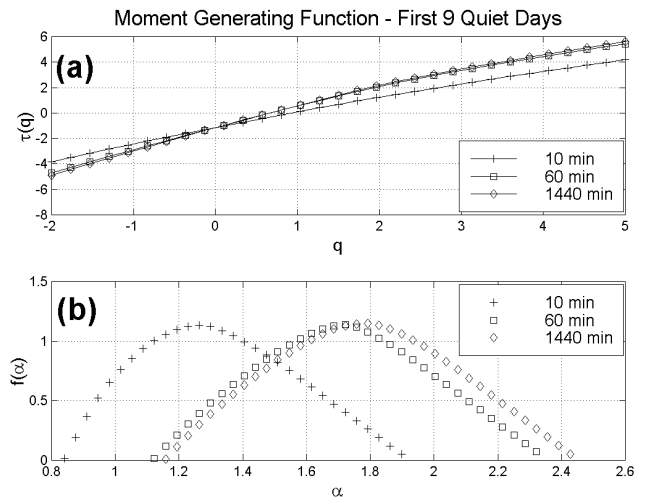 Moment Generating Function - First 9 Quiet Days
(a)
6
4
2
0
-2
-4
-6
-8
τ(q)
-2 -1 0 1 2 3 4 5
q
10 min
60 min
1440 min
(b)
1.5
1
0.5
0
f(α)
0.8 1 1.2 1.4 1.6 1.8 2 2.2 2.4 2.6
α
10 min
60 min
1440 min